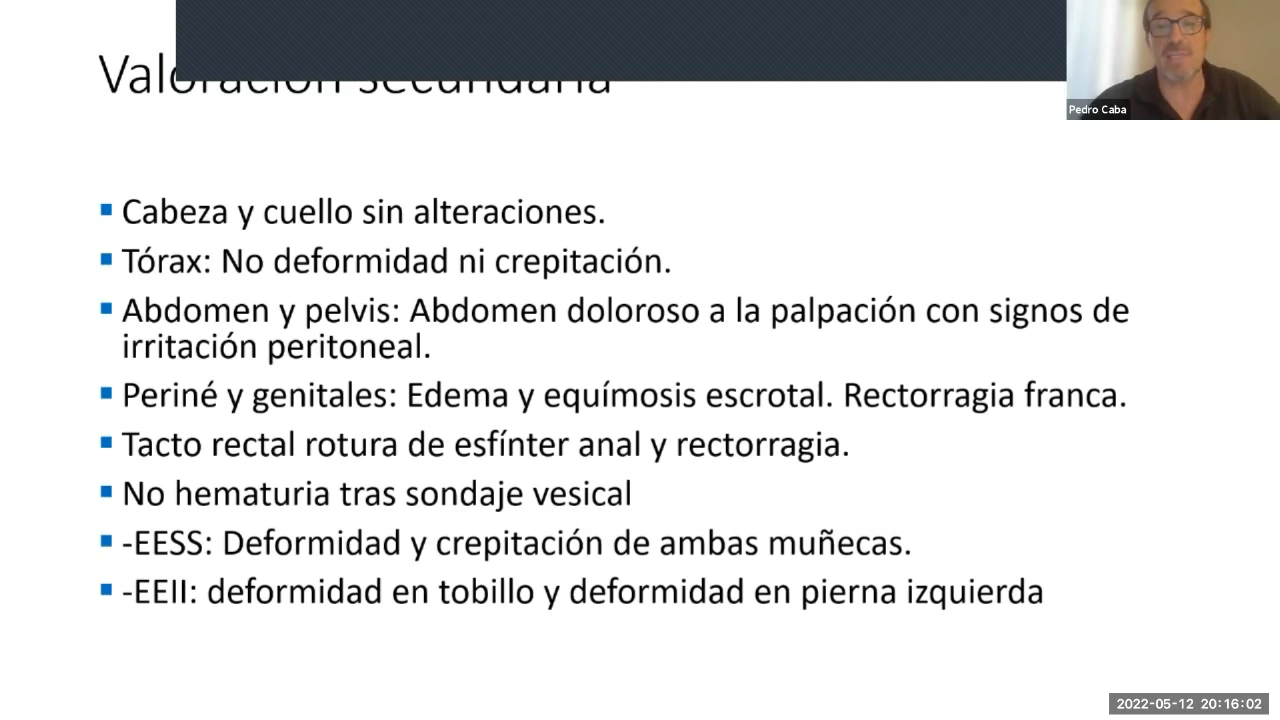 Valoración secundaria
Pedro Caba
Cabeza y cuello sin alteraciones.
Tórax: No deformidad ni crepitación.
Abdomen y pelvis: Abdomen doloroso a la palpación con signos de
irritación peritoneal.
Periné y genitales: Edema y equímosis escrotal. Rectorragia franca.
Tacto rectal rotura de esfínter anal y rectorragia.
No hematuria tras sondaje vesical
-EESS: Deformidad y crepitación de ambas muñecas.
-EEII: deformidad en tobillo y deformidad en pierna izquierda
2022-05-12 20:16:02